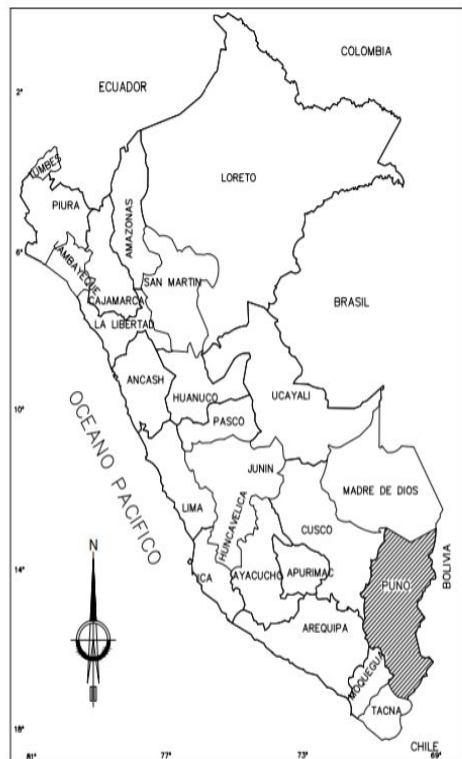 COLOMBIA
ECUADOR
2°
TUMBES
LORETO
PIURA
AMAZONAS
6°
LAMBAYEQUE
SAN MARTIN
CAJAMARCA
BRASIL
LA LIBERTAD
ANCASH
HUANUCO
UCAYALI
10°
PASCO
OCEANO PACIFICO
JUNIN
MADRE DE DIOS
LIMA
HUNCAVELICA
CUSCO
N
14°
ICA
AYACUCHO
APURIMAC
PUNO
BOLIVIA
AREQUIPA
MOQUEGUA
TACNA
18°
CHILE
81°
77°
73°
69°